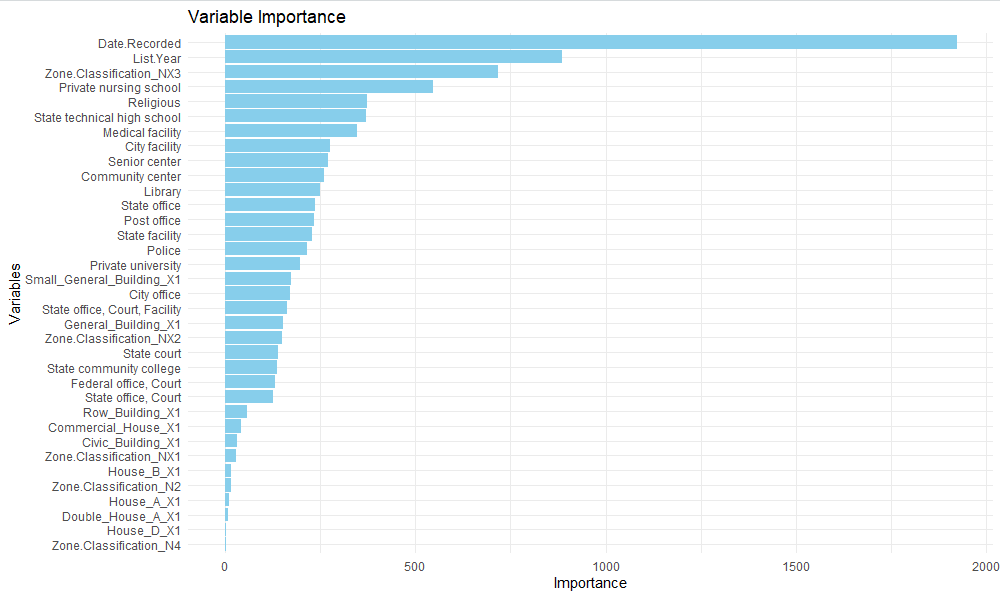 Variable Importance
Variables
Date.Recorded
List.Year
Zone.Classification_NX3
Private nursing school
Religious
State technical high school
Medical facility
City facility
Senior center
Community center
Library
State office
Post office
State facility
Police
Private university
Small_General_Building_X1
City office
State office, Court, Facility
General_Building_X1
Zone.Classification_NX2
State court
State community college
Federal office, Court
State office, Court
Row_Building_X1
Commercial_House_X1
Civic_Building_X1
Zone.Classification_NX1
House_B_X1
Zone.Classification_N2
House_A_X1
Double_House_A_X1
House_D_X1
Zone.Classification_N4
0 500 1000 1500 2000
Importance